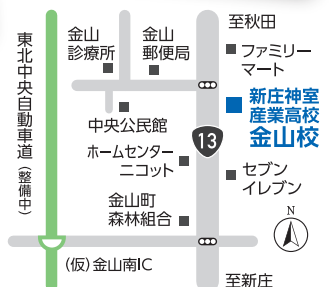 至秋田
金山
診療所
金山
郵便局
ファミリー
マート
東北中央自動車道(整備中)
新庄神室
産業高校
金山校
中央公民館
13
ホームセンター
ニコット
セブン
イレブン
金山町
森林組合
N
(仮)金山南IC
至新庄